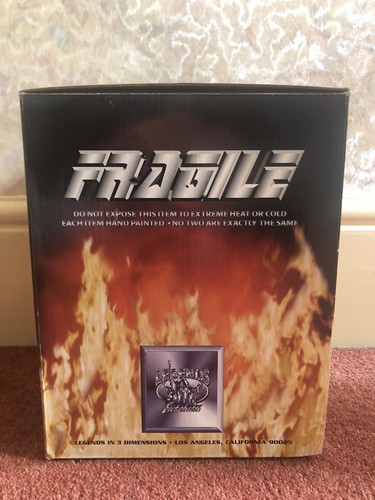 FRAGILE
DO NOT EXPOSE THIS ITEM TO EXTREME HEAT OR COLD
EACH ITEM HAND PAINTED • NO TWO ARE EXACTLY THE SAME
LEGENDS
LEGENDS IN 3 DIMENSIONS • LOS ANGELES, CALIFORNIA 90025